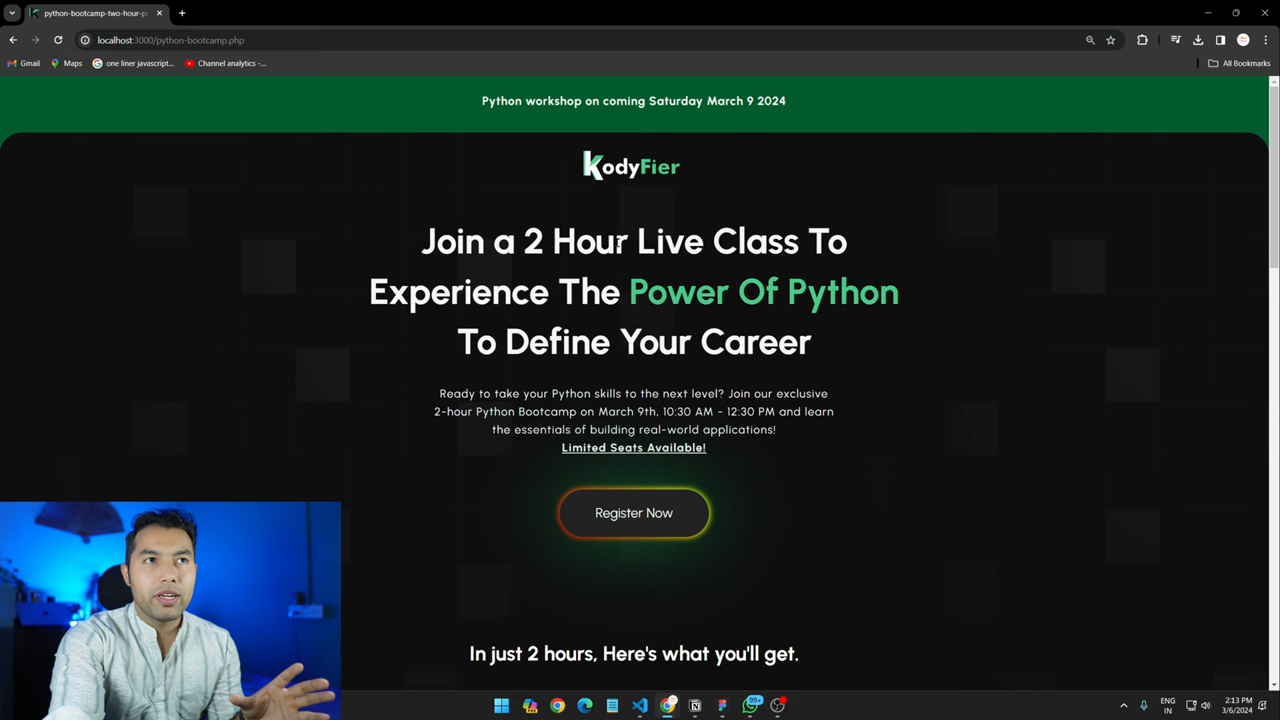 python-bootcamp-two-hour-p
localhost:3000/python-bootcamp.php
Gmail
Maps
one liner javascript...
Channel analytics -...
All Bookmarks
Python workshop on coming Saturday March 9 2024
KodyFier
Join a 2 Hour Live Class To
Experience The Power Of Python
To Define Your Career
Ready to take your Python skills to the next level? Join our exclusive
2-hour Python Bootcamp on March 9th, 10:30 AM - 12:30 PM and learn
the essentials of building real-world applications!
Limited Seats Available!
Register Now
In just 2 hours, Here's what you'll get.
99+
ENG
IN
2:13 PM
3/6/2024